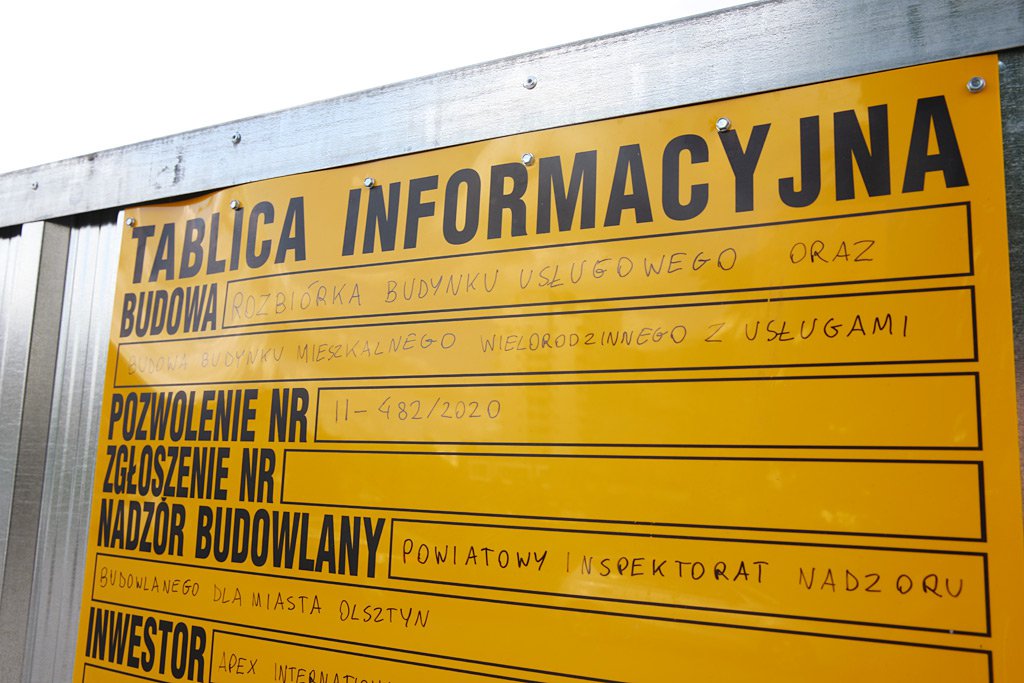 TABLICA INFORMACYJNA
BUDOWA ROZBIÓRKA BUDYNKU USŁUGOWEGO ORAZ
BUDOWA BUDYNKU MIESZKALNEGO WIELORODZINNEGO Z USŁUGAMI
POZWOLENIE NR II-482/2020
ZGŁOSZENIE NR
NADZÓR BUDOWLANY POWIATOWY INSPEKTORAT NADZORU
BUDOWLANEGO DLA MIASTA OLSZTYN
INWESTOR APEX